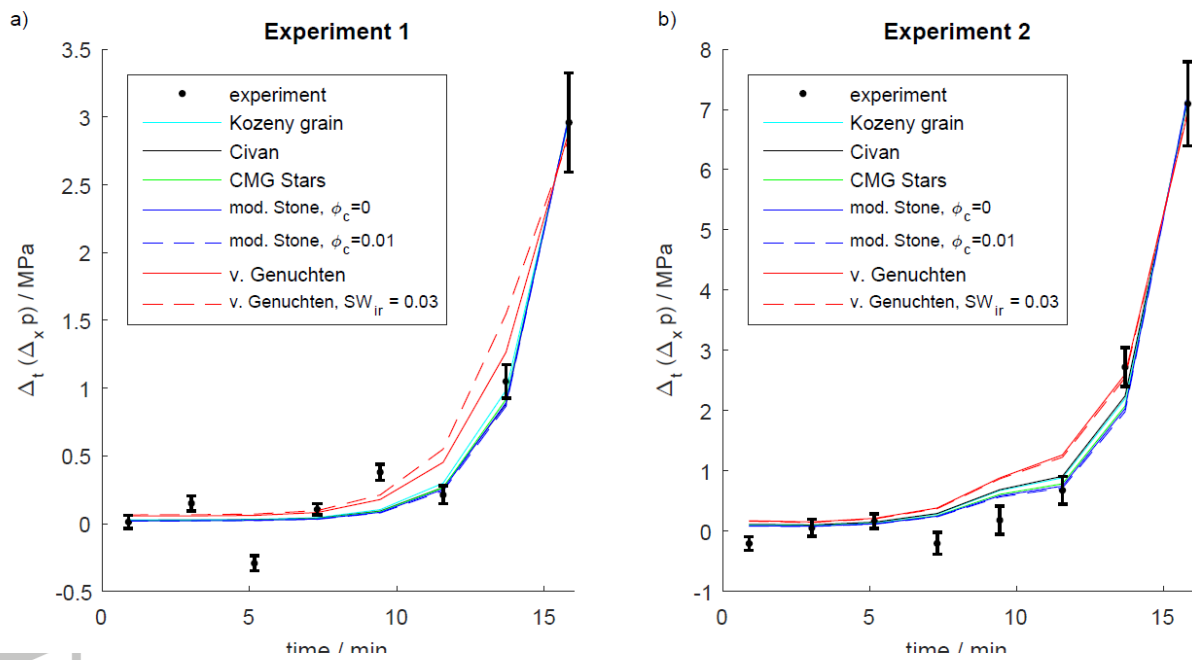 a)
Experiment 1
3.5
3
2.5
2
1.5
1
0.5
0
-0.5
Δt (Δx p) / MPa
experiment
Kozeny grain
Civan
CMG Stars
mod. Stone, ϕc=0
mod. Stone, ϕc=0.01
v. Genuchten
v. Genuchten, SWir = 0.03
0 5 10 15
time / min
b)
Experiment 2
8
7
6
5
4
3
2
1
0
-1
Δt (Δx p) / MPa
experiment
Kozeny grain
Civan
CMG Stars
mod. Stone, ϕc=0
mod. Stone, ϕc=0.01
v. Genuchten
v. Genuchten, SWir = 0.03
0 5 10 15
time / min